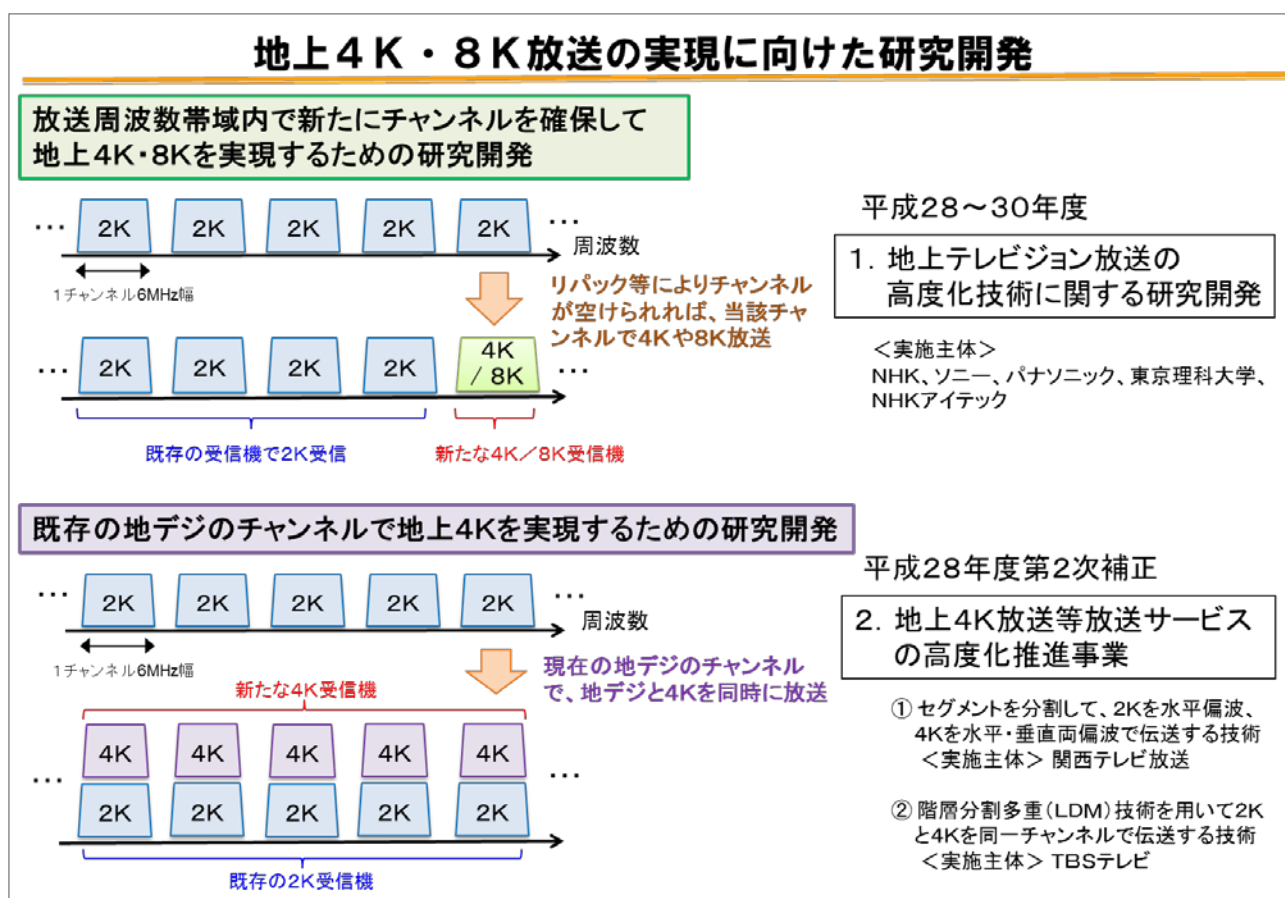 地上4K・8K放送の実現に向けた研究開発
放送周波数帯域内で新たにチャンネルを確保して
地上4K・8Kを実現するための研究開発
… 2K 2K 2K 2K 2K …
周波数
1チャンネル6MHz幅
リパック等によりチャンネル
が空けられれば、当該チャ
ンネルで4Kや8K放送
… 2K 2K 2K 2K 4K …
/ 8K
既存の受信機で2K受信
新たな4K/8K受信機
平成28~30年度
1. 地上テレビジョン放送の
高度化技術に関する研究開発
<実施主体>
NHK、ソニー、パナソニック、東京理科大学、
NHKアイテック
既存の地デジのチャンネルで地上4Kを実現するための研究開発
… 2K 2K 2K 2K 2K …
周波数
1チャンネル6MHz幅
現在の地デジのチャンネル
で、地デジと4Kを同時に放送
新たな4K受信機
4K 4K 4K 4K 4K
… …
2K 2K 2K 2K 2K
既存の2K受信機
平成28年度第2次補正
2. 地上4K放送等放送サービス
の高度化推進事業
① セグメントを分割して、2Kを水平偏波、
4Kを水平・垂直両偏波で伝送する技術
<実施主体> 関西テレビ放送
② 階層分割多重(LDM)技術を用いて2K
と4Kを同一チャンネルで伝送する技術
<実施主体> TBSテレビ